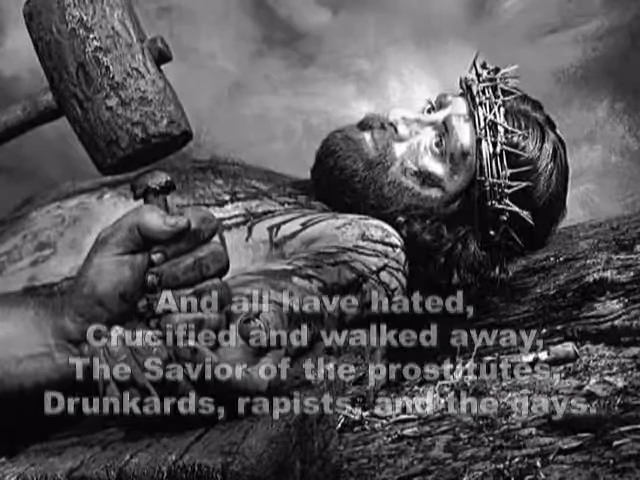 And all have hated,
Crucified and walked away,
The Savior of the prostitutes,
Drunkards, rapists, and the gays.